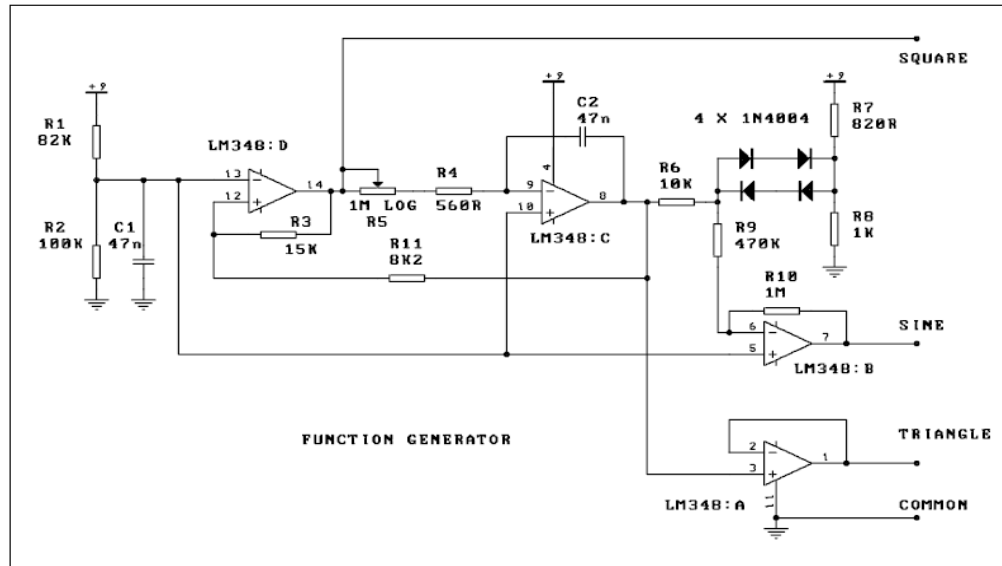 SQUARE
+9
R1
82K
R2
100K
C1
47n
LM348:D
13
12
14
R3
15K
R11
8K2
1M LOG
R5
R4
560R
+9
C2
47n
4
9
10
8
LM348:C
R6
10K
4 X 1N4004
+9
R7
820R
R8
1K
R9
470K
R10
1M
6
5
7
LM348:B
SINE
FUNCTION GENERATOR
2
3
1
TRIANGLE
LM348:A
11
COMMON